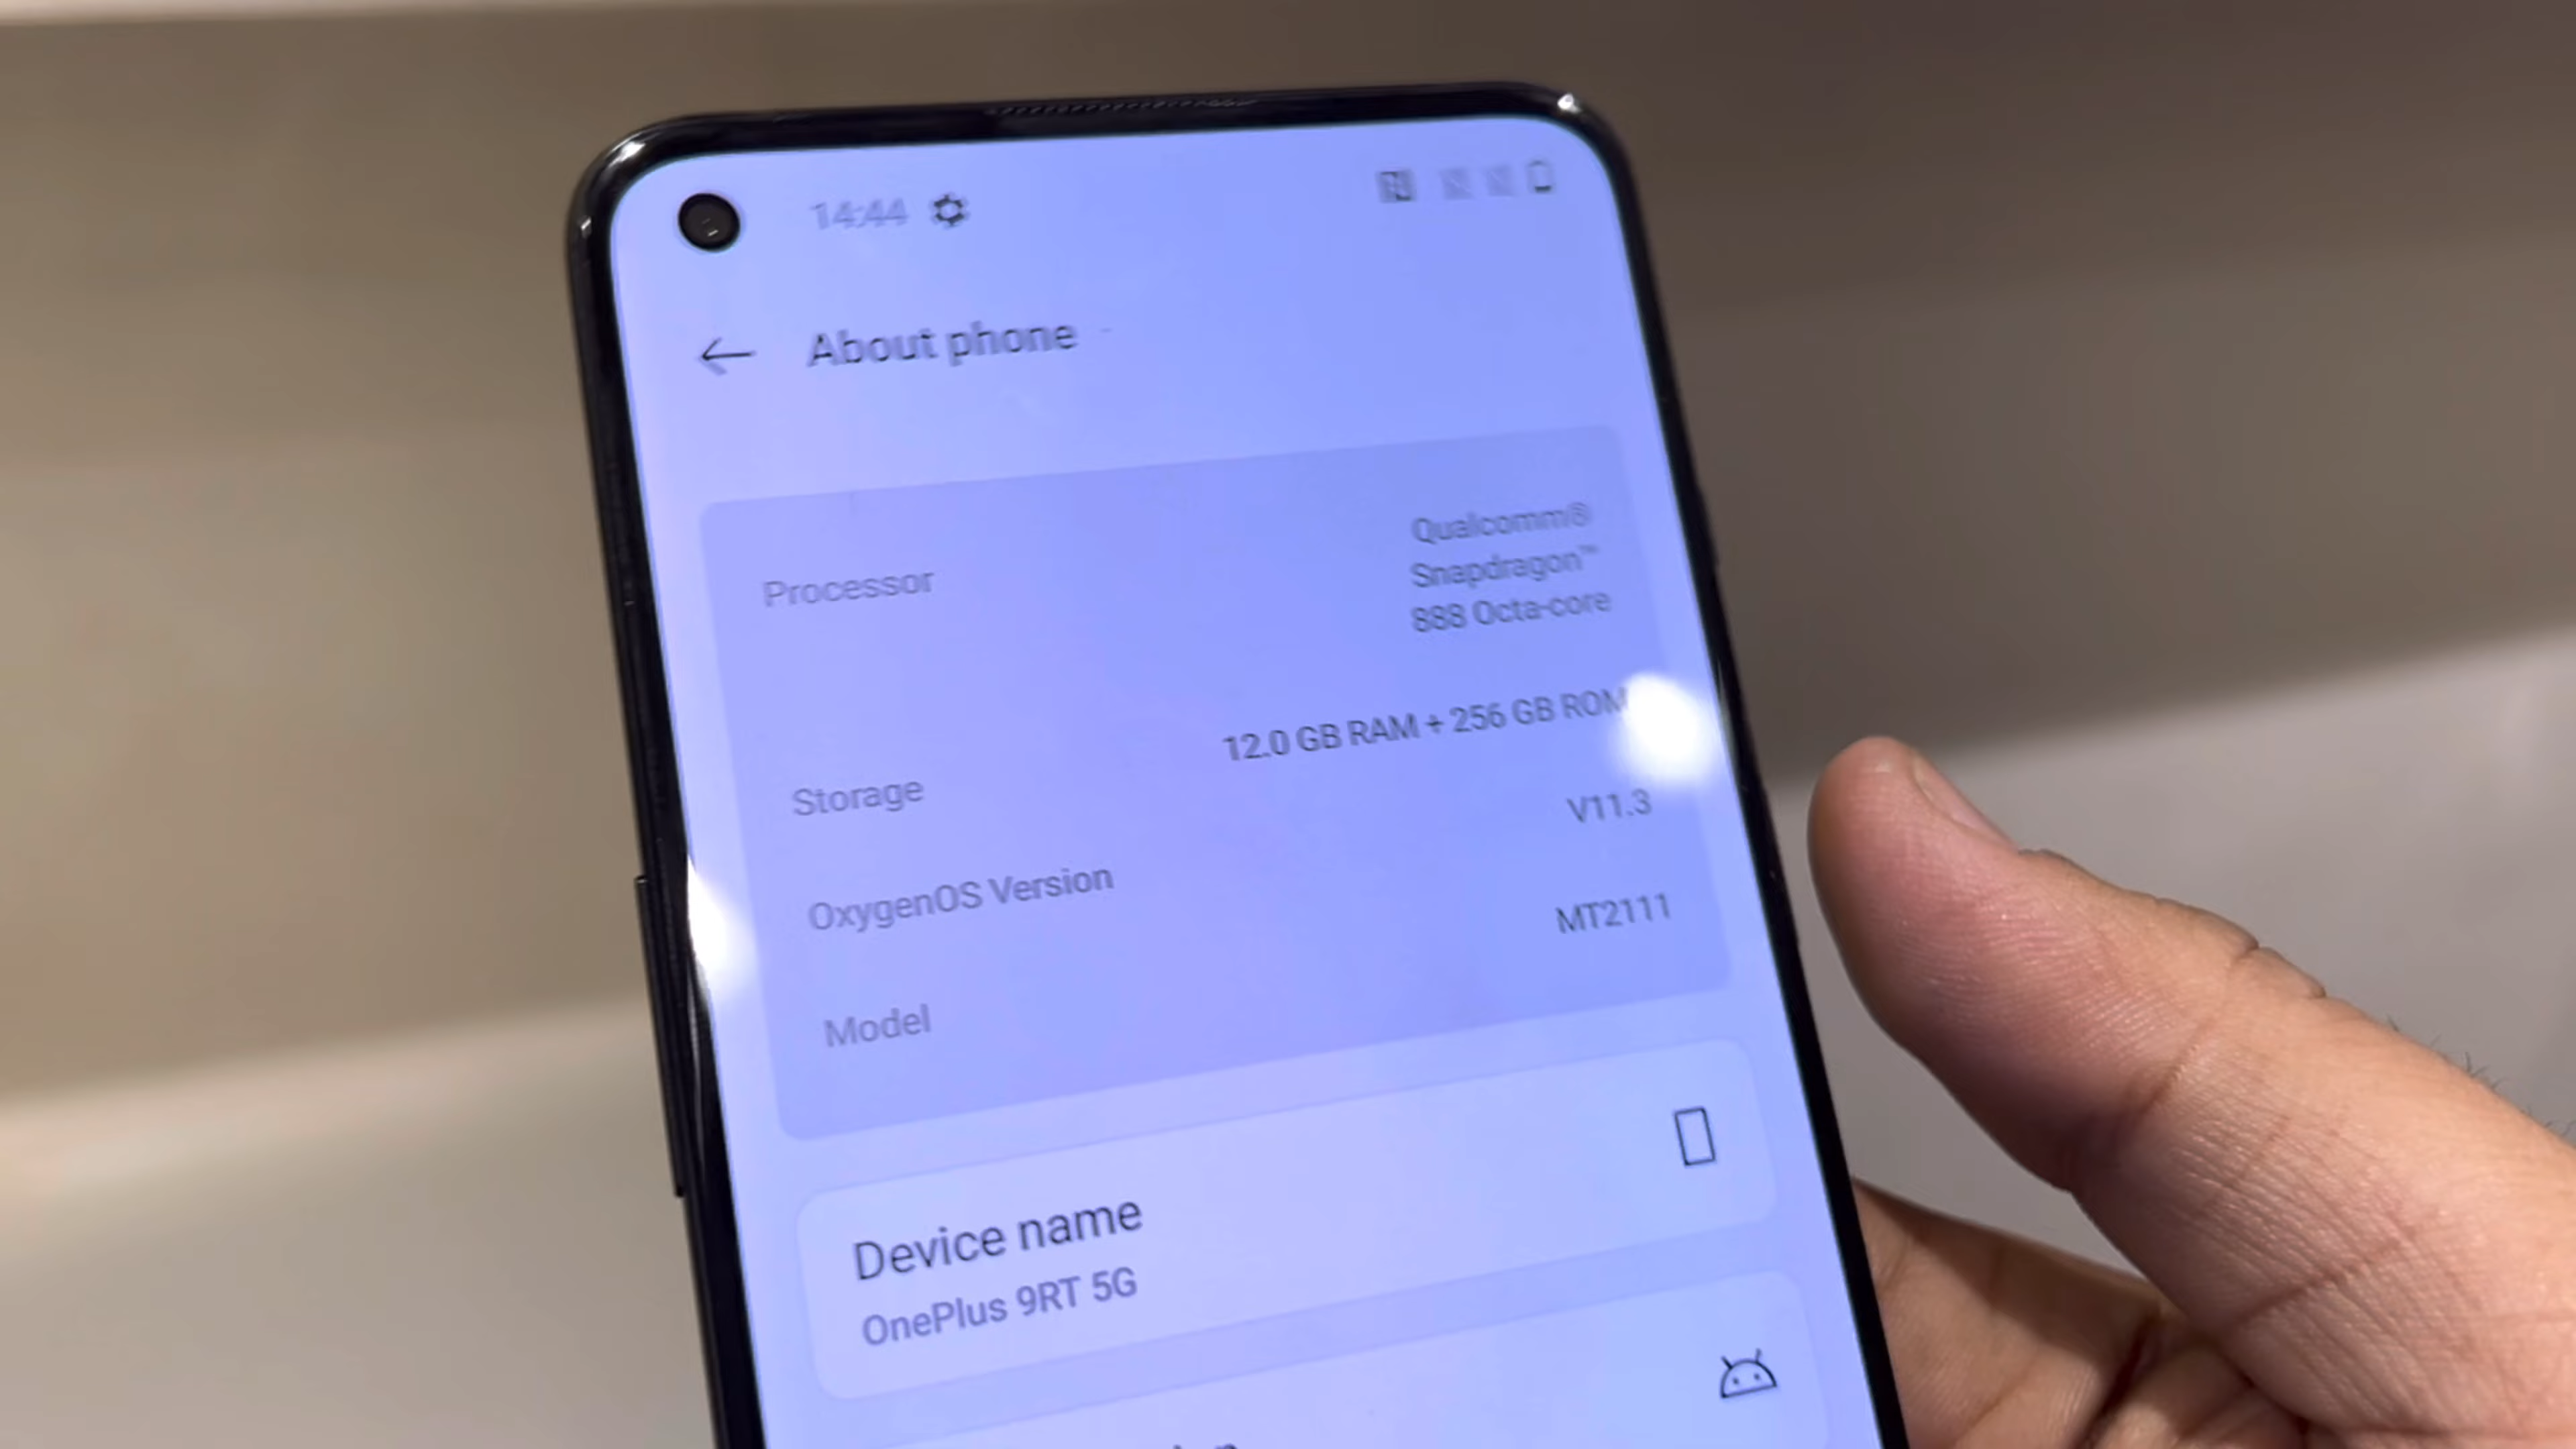 14:44
About phone
Processor
Qualcomm®
Snapdragon™
888 Octa-core
Storage
12.0 GB RAM + 256 GB ROM
OxygenOS Version
V11.3
Model
MT2111
Device name
OnePlus 9RT 5G